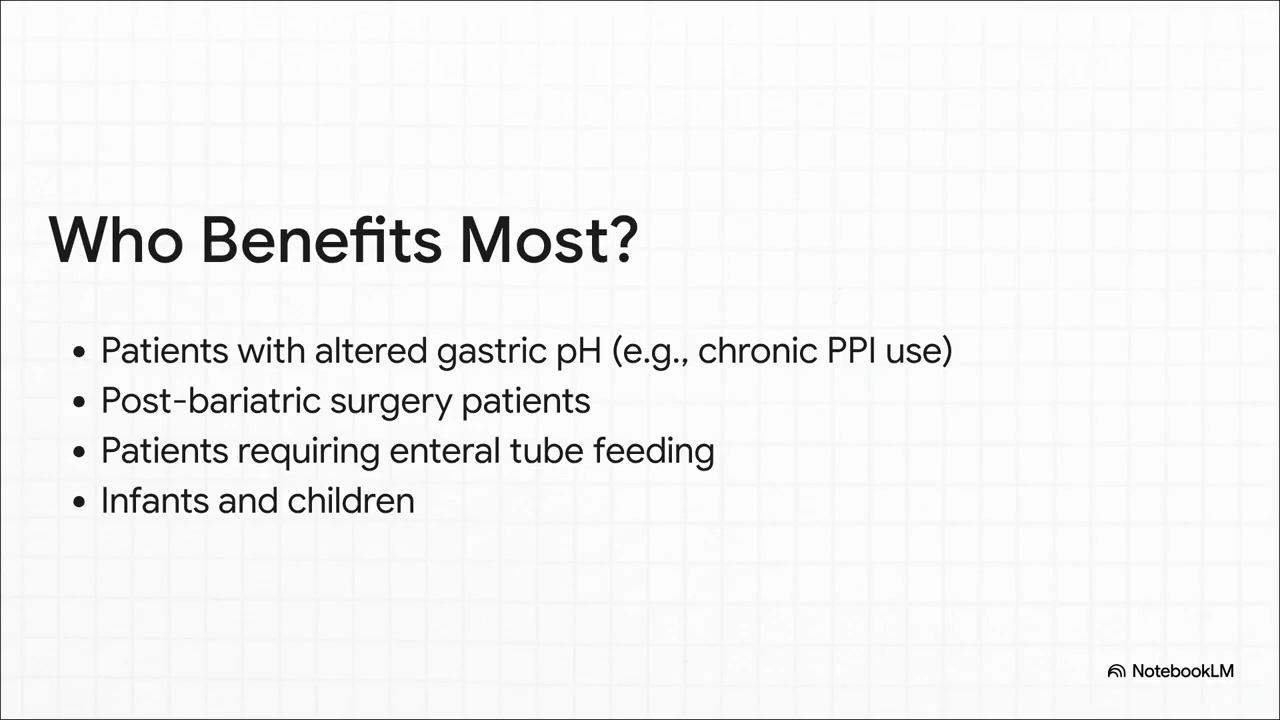 Who Benefits Most?
• Patients with altered gastric pH (e.g., chronic PPI use)
• Post-bariatric surgery patients
• Patients requiring enteral tube feeding
• Infants and children
NotebookLM